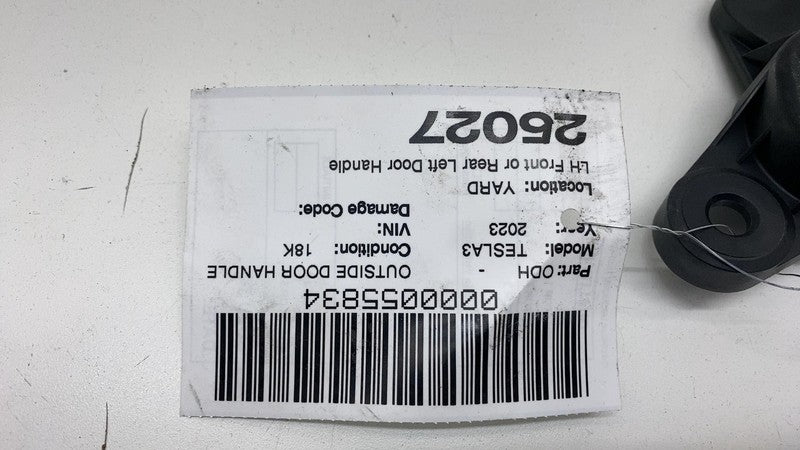 0000055834
Part: ODH - OUTSIDE DOOR HANDLE
Model: TESLA3 Condition: 18K
Year: 2023 VIN:
Damage Code:
Location: YARD
LH Front or Rear Left Door Handle
25027